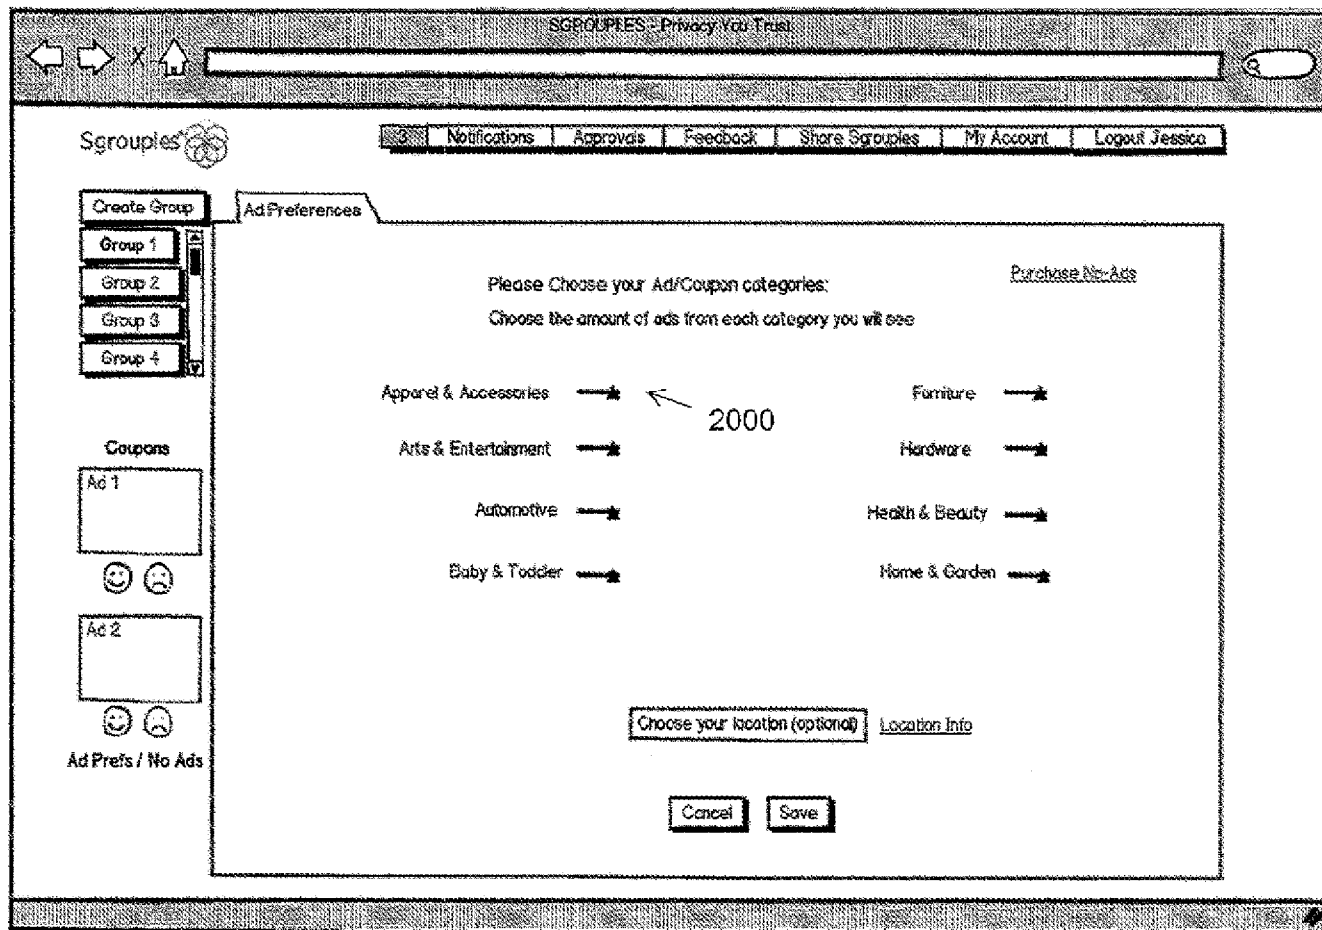 SGROUPLES - Privacy You Trust
Sgrouples
3 Notifications Approvals Feedback Share Sgrouples My Account Logout Jessica
Create Group
Ad Preferences
Group 1
Group 2
Group 3
Group 4
Purchase No-Ads
Please Choose your Ad/Coupon categories:
Choose the amount of ads from each category you will see
Apparel & Accessories
Furniture
2000
Arts & Entertainment
Hardware
Automotive
Health & Beauty
Baby & Toddler
Home & Garden
Coupons
Ad 1
Ad 2
Ad Prefs / No Ads
Choose your location (optional)
Location Info
Cancel
Save